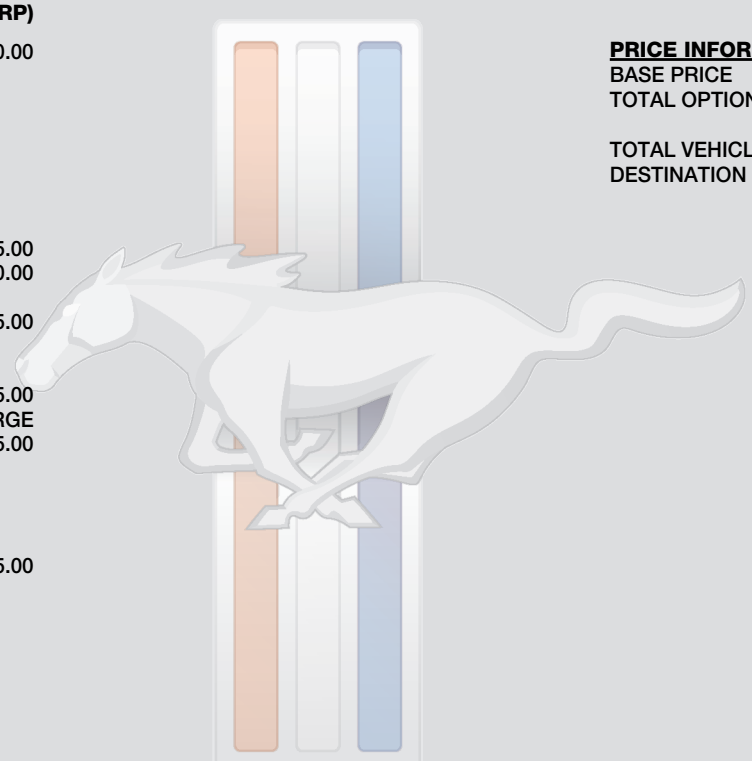 RP)
0.00
5.00
0.00
5.00
5.00
RGE
5.00
5.00
PRICE INFOR
BASE PRICE
TOTAL OPTION
TOTAL VEHICL
DESTINATION